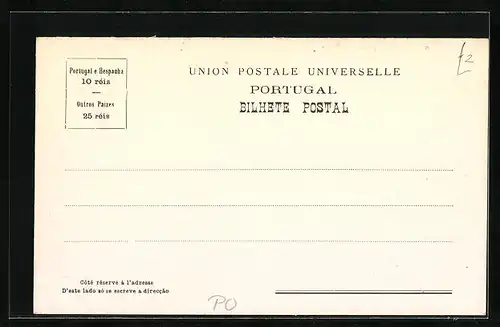 Portugal e Hespanha
10 réis
—
Outros Paizes
25 réis
UNION POSTALE UNIVERSELLE
PORTUGAL
BILHETE POSTAL
Côté réservé à l'adresse
D'este lado só se escreve a direcção
PO